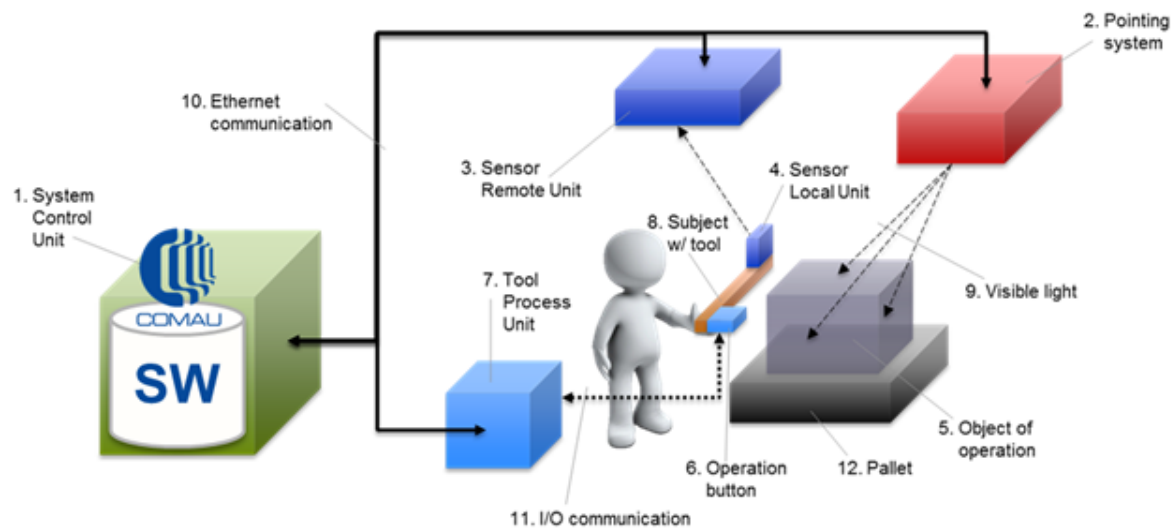 2. Pointing
system
10. Ethernet
communication
3. Sensor
Remote Unit
4. Sensor
Local Unit
1. System
Control
Unit
8. Subject
w/ tool
7. Tool
Process
Unit
9. Visible light
COMAU
SW
5. Object of
operation
6. Operation
button
12. Pallet
11. I/O communication